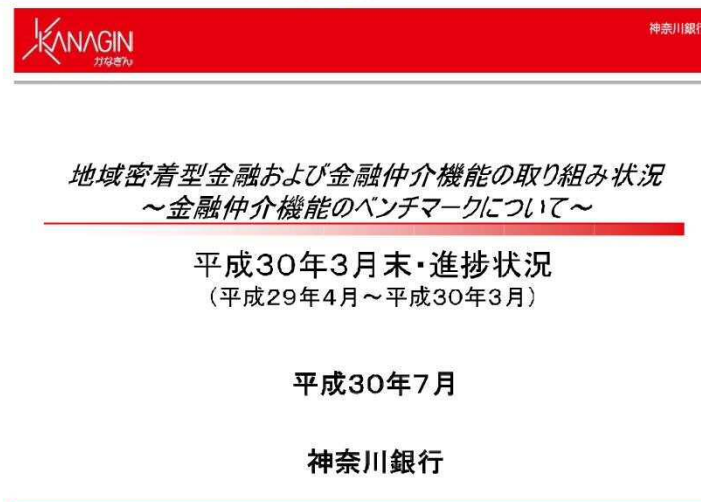 KANAGIN
かなぎん
神奈川銀行
地域密着型金融および金融仲介機能の取り組み状況
～金融仲介機能のベンチマークについて～
平成30年3月末・進捗状況
（平成29年4月～平成30年3月）
平成30年7月
神奈川銀行